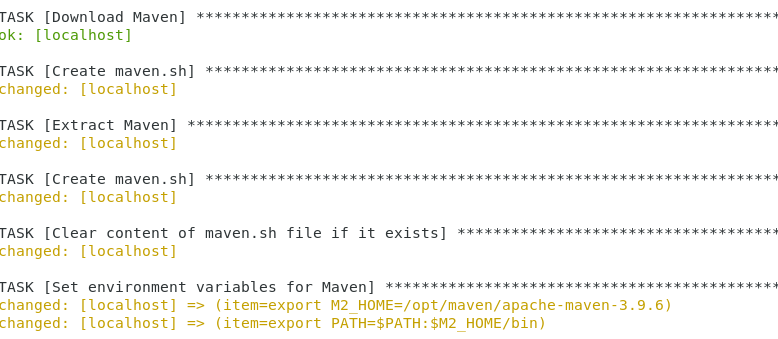 TASK [Download Maven] *****************************************************************
ok: [localhost]
TASK [Create maven.sh] ****************************************************************
changed: [localhost]
TASK [Extract Maven] ******************************************************************
changed: [localhost]
TASK [Create maven.sh] ****************************************************************
changed: [localhost]
TASK [Clear content of maven.sh file if it exists] ************************************
changed: [localhost]
TASK [Set environment variables for Maven] ********************************************
changed: [localhost] => (item=export M2_HOME=/opt/maven/apache-maven-3.9.6)
changed: [localhost] => (item=export PATH=$PATH:$M2_HOME/bin)